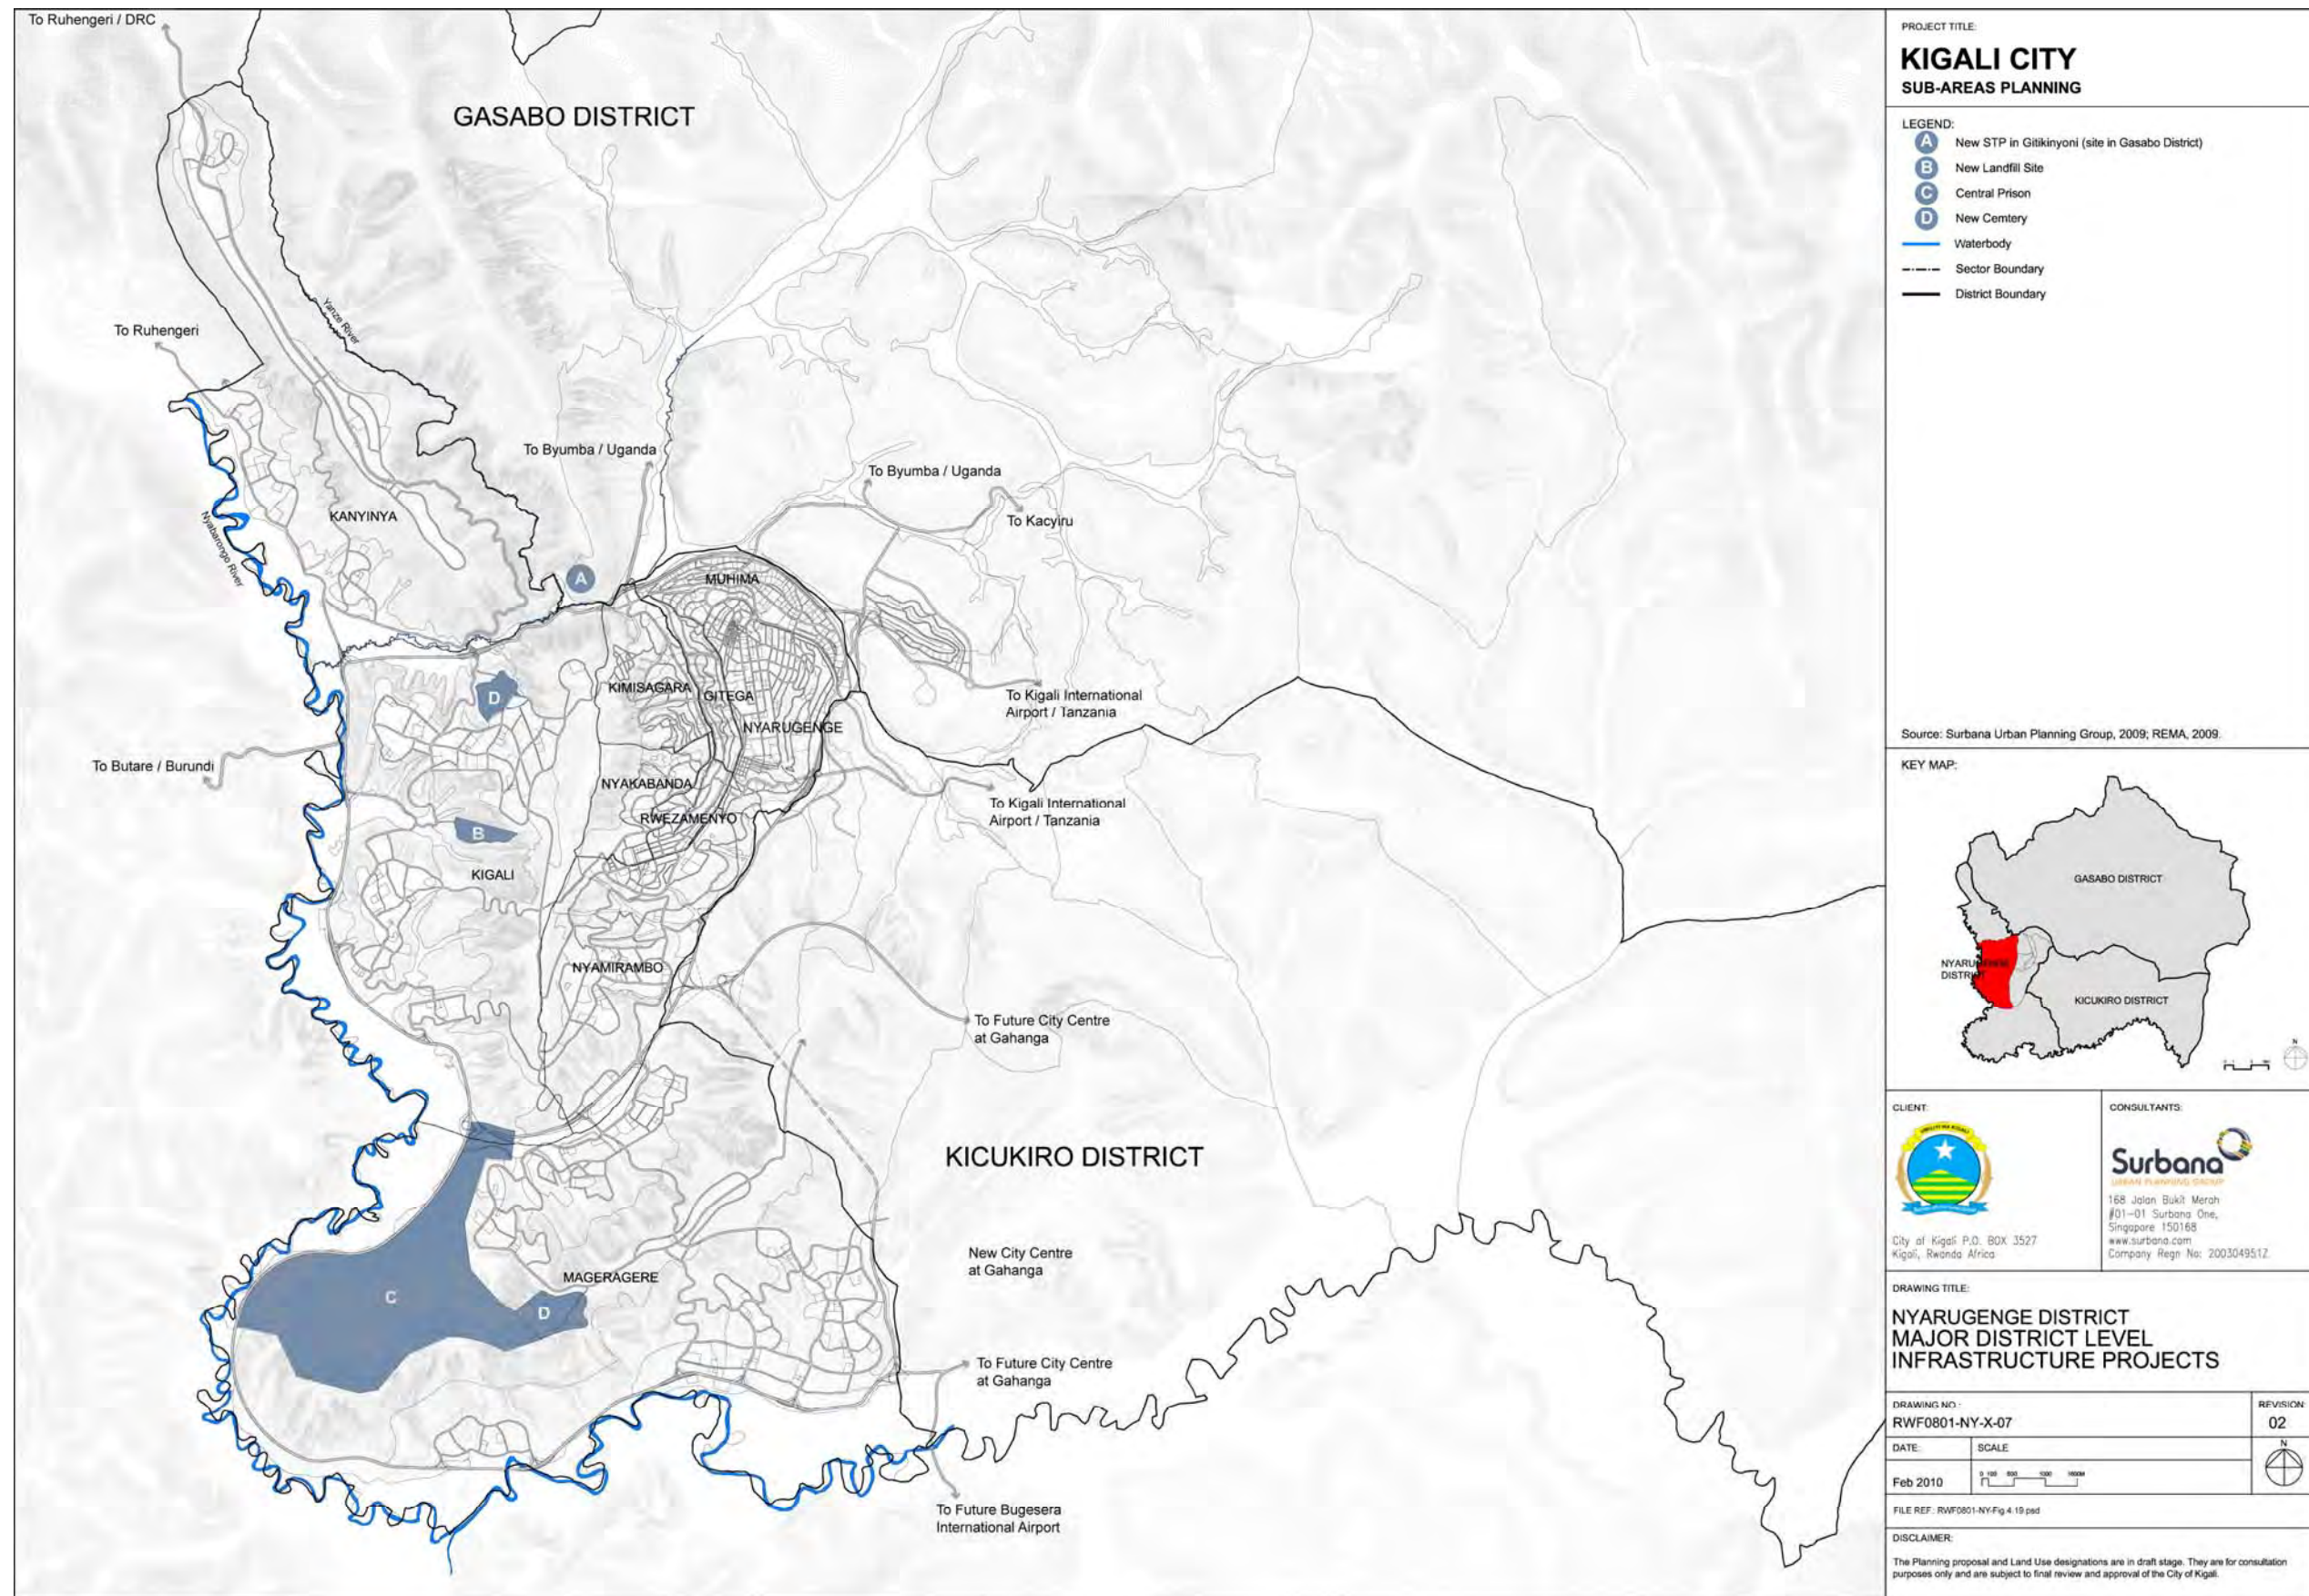 To Ruhengeri / DRC
GASABO DISTRICT
Yanze River
To Ruhengeri
To Byumba / Uganda
To Byumba / Uganda
To Kacyiru
KANYINYA
Nyabarongo River
A
MUHIMA
D
KIMISAGARA
GITEGA
To Kigali International
Airport / Tanzania
NYARUGENGE
To Butare / Burundi
NYAKABANDA
To Kigali International
Airport / Tanzania
RWEZAMENYO
B
KIGALI
NYAMIRAMBO
To Future City Centre
at Gahanga
KICUKIRO DISTRICT
New City Centre
at Gahanga
MAGERAGERE
C
D
To Future City Centre
at Gahanga
To Future Bugesera
International Airport
PROJECT TITLE:
KIGALI CITY
SUB-AREAS PLANNING
LEGEND:
A New STP in Gitikinyoni (site in Gasabo District)
B New Landfill Site
C Central Prison
D New Cemtery
Waterbody
Sector Boundary
District Boundary
Source: Surbana Urban Planning Group, 2009; REMA, 2009.
KEY MAP:
GASABO DISTRICT
NYARUGENGE
DISTRICT
KICUKIRO DISTRICT
N
CLIENT:
City of Kigali P.O. BOX 3527
Kigali, Rwanda Africa
CONSULTANTS:
Surbana
URBAN PLANNING GROUP
168 Jalan Bukit Merah
#01-01 Surbana One,
Singapore 150168
www.surbana.com
Company Regn No: 200304951Z
DRAWING TITLE:
NYARUGENGE DISTRICT
MAJOR DISTRICT LEVEL
INFRASTRUCTURE PROJECTS
DRAWING NO.:
RWF0801-NY-X-07
REVISION:
02
DATE:
Feb 2010
SCALE
N
FILE REF.: RWF0801-NY-Fig.4.19.psd
DISCLAIMER:
The Planning proposal and Land Use designations are in draft stage. They are for consultation
purposes only and are subject to final review and approval of the City of Kigali.